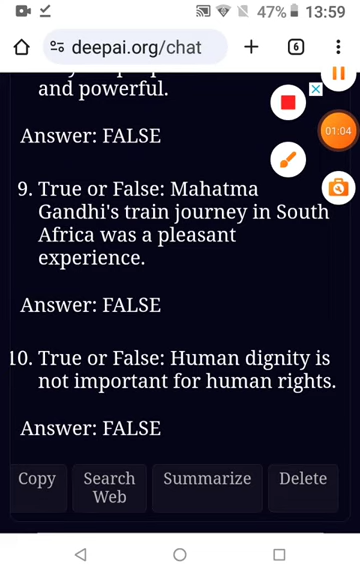 47% 13:59
deepai.org/chat
6
and powerful.
Answer: FALSE
01:04
9. True or False: Mahatma
Gandhi's train journey in South
Africa was a pleasant
experience.
Answer: FALSE
10. True or False: Human dignity is
not important for human rights.
Answer: FALSE
Copy
Search
Web
Summarize
Delete